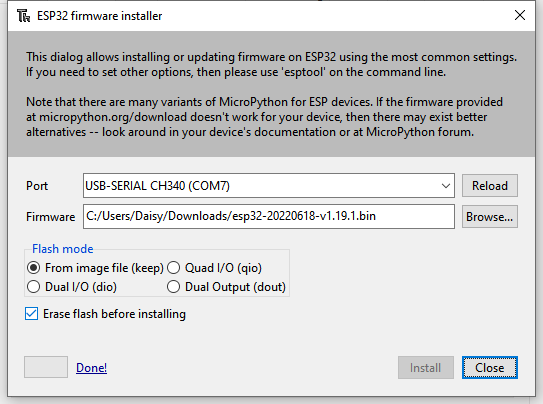 ESP32 firmware installer
This dialog allows installing or updating firmware on ESP32 using the most common settings.
If you need to set other options, then please use 'esptool' on the command line.
Note that there are many variants of MicroPython for ESP devices. If the firmware provided
at micropython.org/download doesn't work for your device, then there may exist better
alternatives -- look around in your device's documentation or at MicroPython forum.
Port USB-SERIAL CH340 (COM7) Reload
Firmware C:/Users/Daisy/Downloads/esp32-20220618-v1.19.1.bin Browse...
Flash mode
From image file (keep) Quad I/O (qio)
Dual I/O (dio) Dual Output (dout)
Erase flash before installing
Done! Install Close